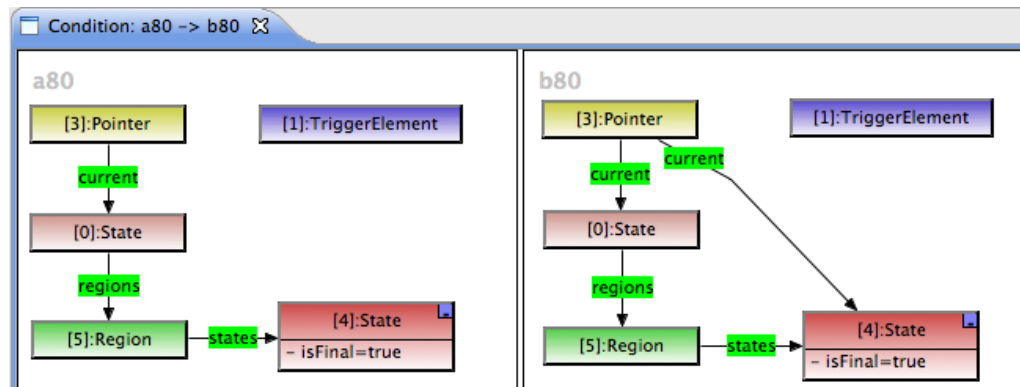 Condition: a80 -> b80
a80
[3]:Pointer
[1]:TriggerElement
current
[0]:State
regions
[5]:Region
states
[4]:State
- isFinal=true
b80
[3]:Pointer
[1]:TriggerElement
current
current
[0]:State
regions
[5]:Region
states
[4]:State
- isFinal=true